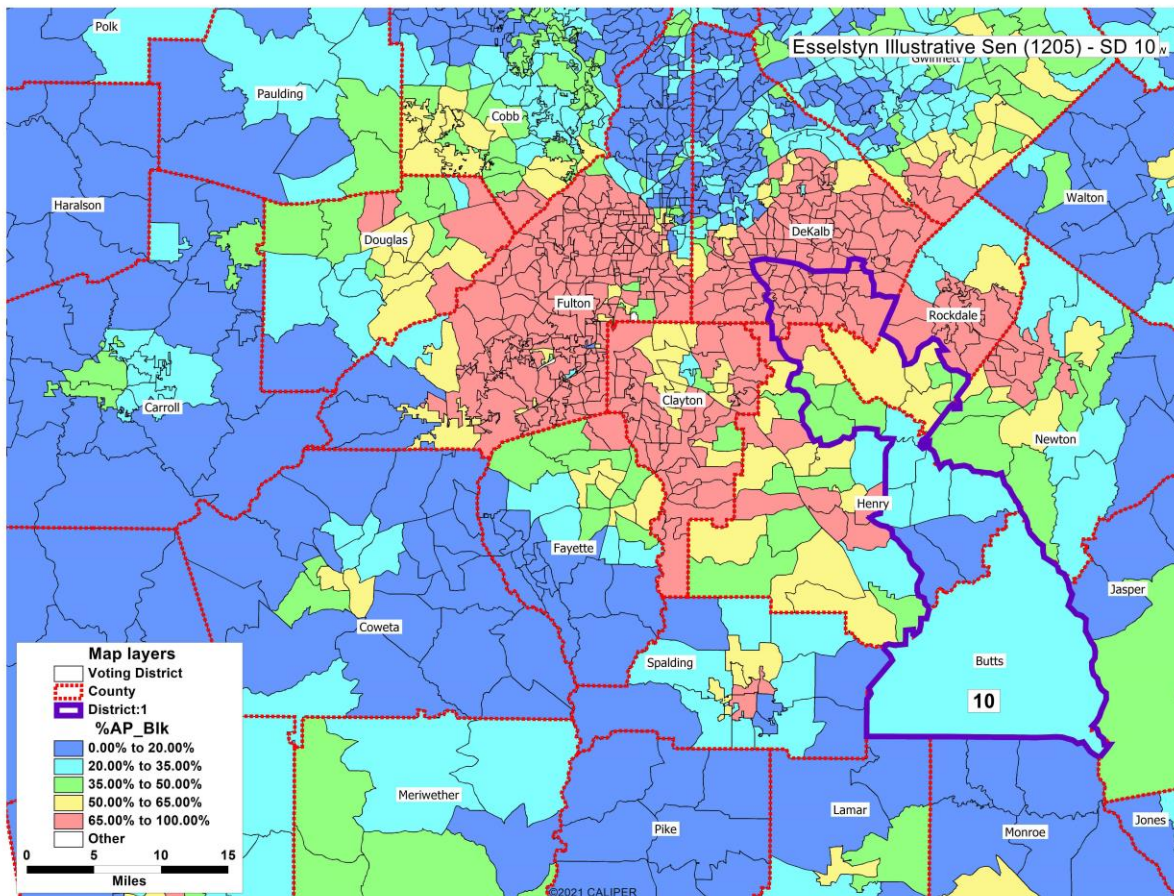 Esselstyn Illustrative Sen (1205) - SD 10
Polk
Gwinnett
Paulding
Cobb
Haralson
Walton
DeKalb
Douglas
Fulton
Rockdale
Carroll
Clayton
Newton
Henry
Fayette
Jasper
Coweta
Spalding
Butts
10
Map layers
Voting District
County
District:1
%AP_Blk
0.00% to 20.00%
20.00% to 35.00%
35.00% to 50.00%
50.00% to 65.00%
65.00% to 100.00%
Other
0 5 10 15
Miles
Meriwether
Pike
Lamar
Monroe
Jones
©2021 CALIPER